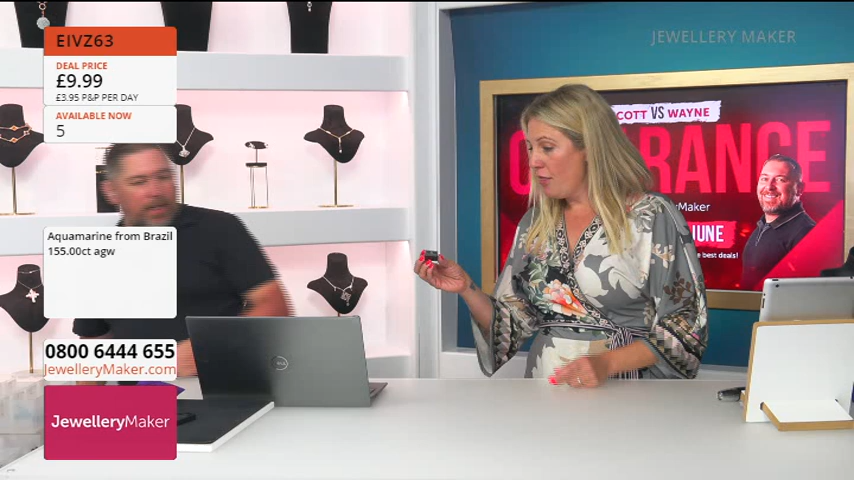 EIVZ63
DEAL PRICE
£9.99
£3.95 P&P PER DAY
AVAILABLE NOW
5
Aquamarine from Brazil
155.00ct agw
0800 6444 655
JewelleryMaker.com
JewelleryMaker
JEWELLERY MAKER
COTT VS WAYNE
RANCE
Maker
JUNE
e best deals!
DELL